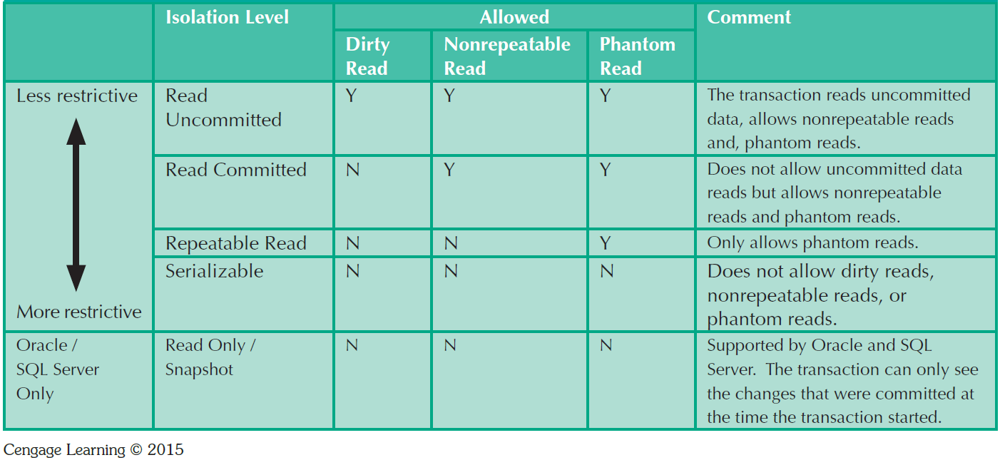 Isolation Level
Allowed
Comment
Dirty
Read
Nonrepeatable
Read
Phantom
Read
Less restrictive
More restrictive
Read
Uncommitted
Y
Y
Y
The transaction reads uncommitted
data, allows nonrepeatable reads
and, phantom reads.
Read Committed
N
Y
Y
Does not allow uncommitted data
reads but allows nonrepeatable
reads and phantom reads.
Repeatable Read
N
N
Y
Only allows phantom reads.
Serializable
N
N
N
Does not allow dirty reads,
nonrepeatable reads, or
phantom reads.
Oracle /
SQL Server
Only
Read Only /
Snapshot
N
N
N
Supported by Oracle and SQL
Server. The transaction can only see
the changes that were committed at
the time the transaction started.
Cengage Learning © 2015